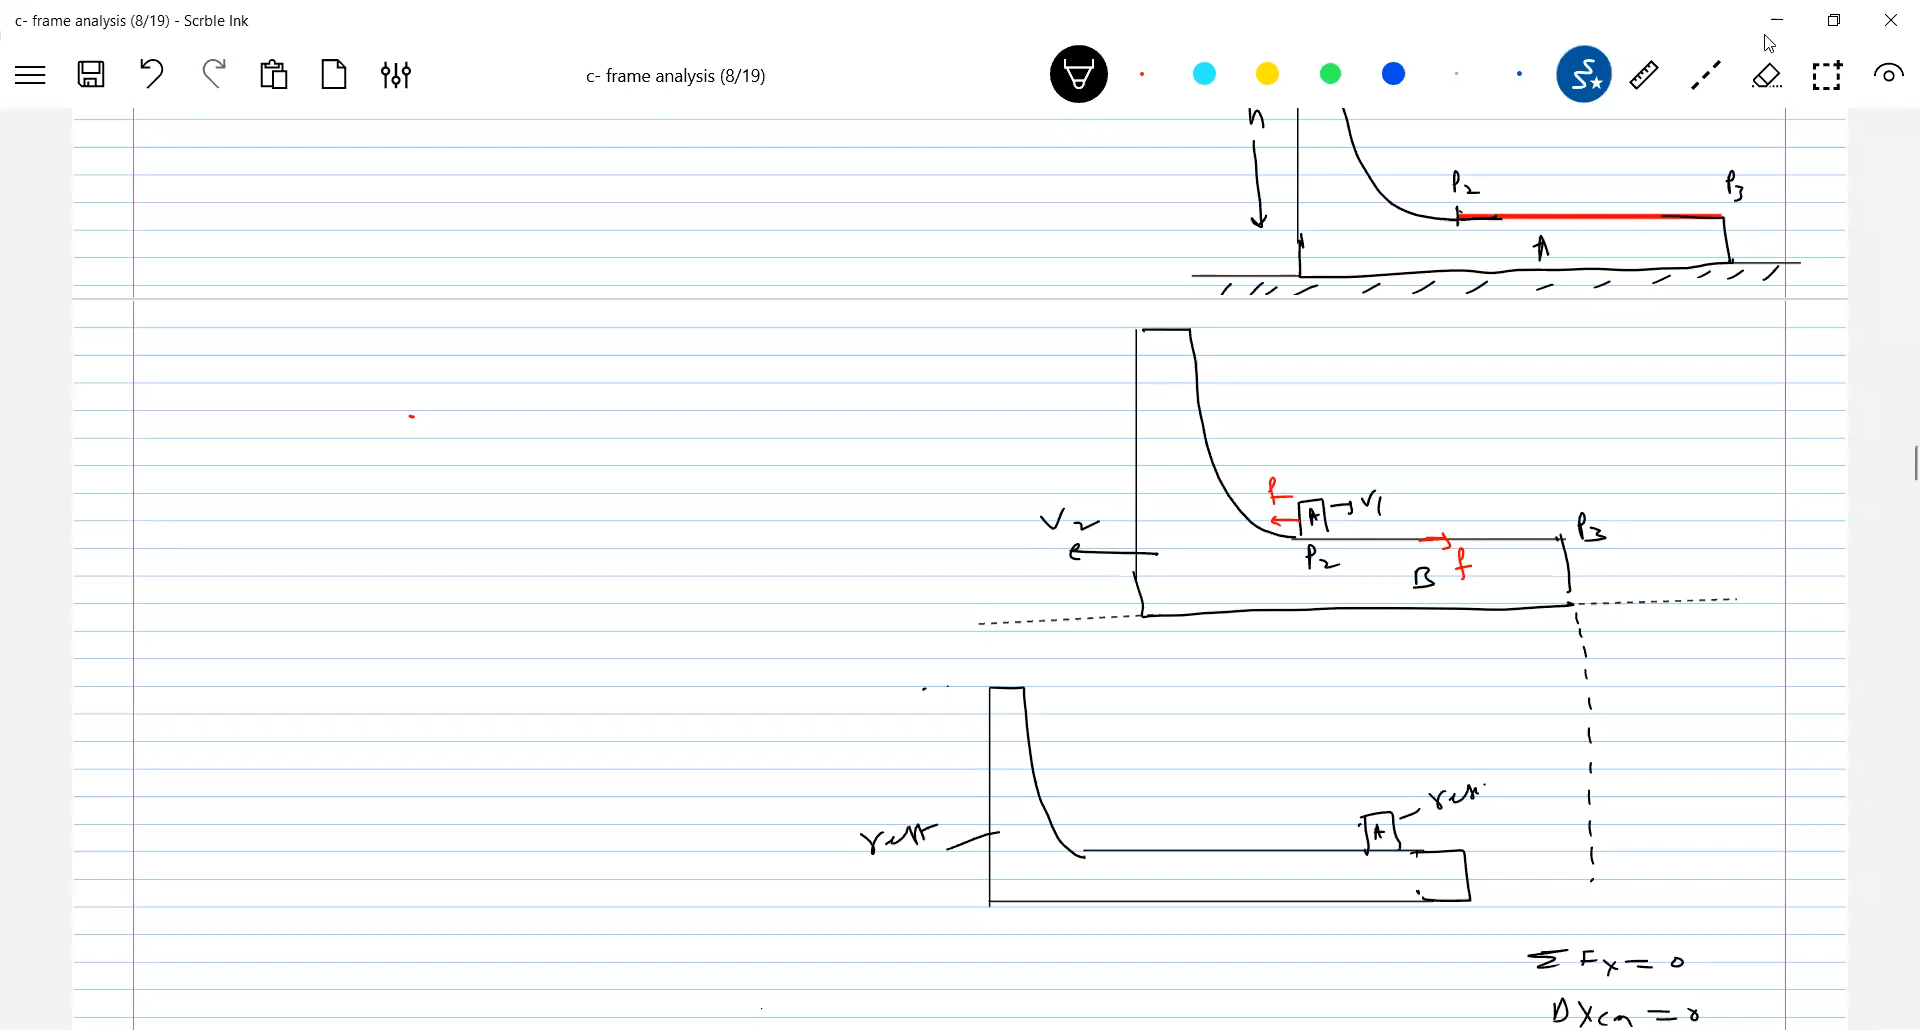 c- frame analysis (8/19) - Scrble Ink
c- frame analysis (8/19)
h
P2
P3
A
f
A
V1
V2
P2
P3
B
f
rest
A
rest
Σ Fx = 0
ΔXcm = 0